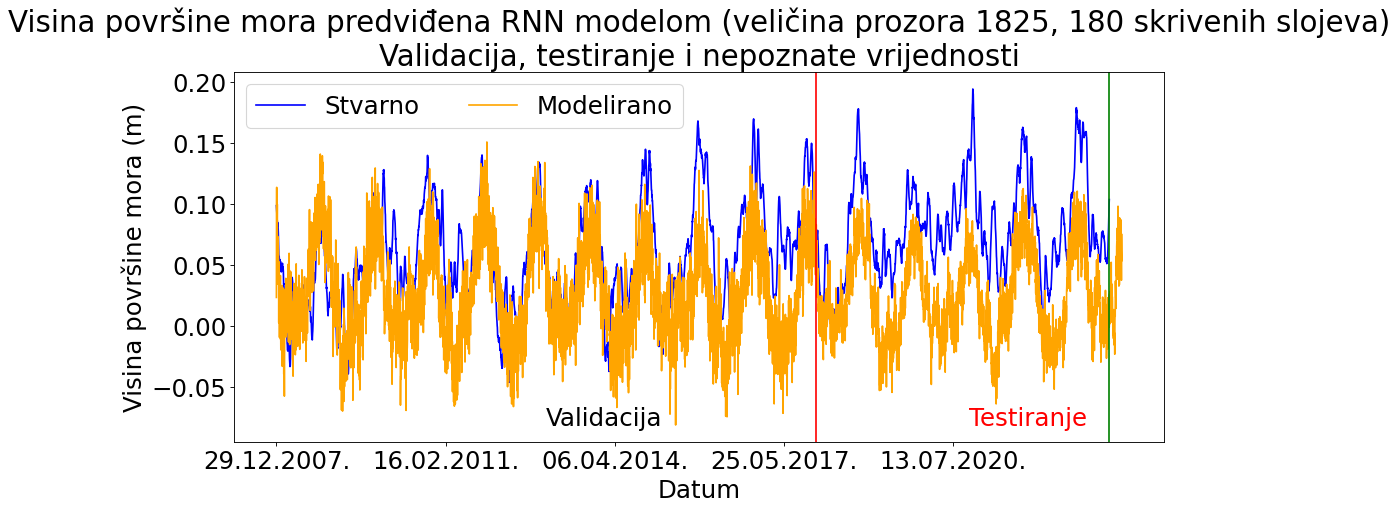 Visina površine mora predviđena RNN modelom (veličina prozora 1825, 180 skrivenih slojeva)
Validacija, testiranje i nepoznate vrijednosti
Stvarno
Modelirano
Visina površine mora (m)
0.20
0.15
0.10
0.05
0.00
−0.05
Validacija
Testiranje
29.12.2007.
16.02.2011.
06.04.2014.
25.05.2017.
13.07.2020.
Datum